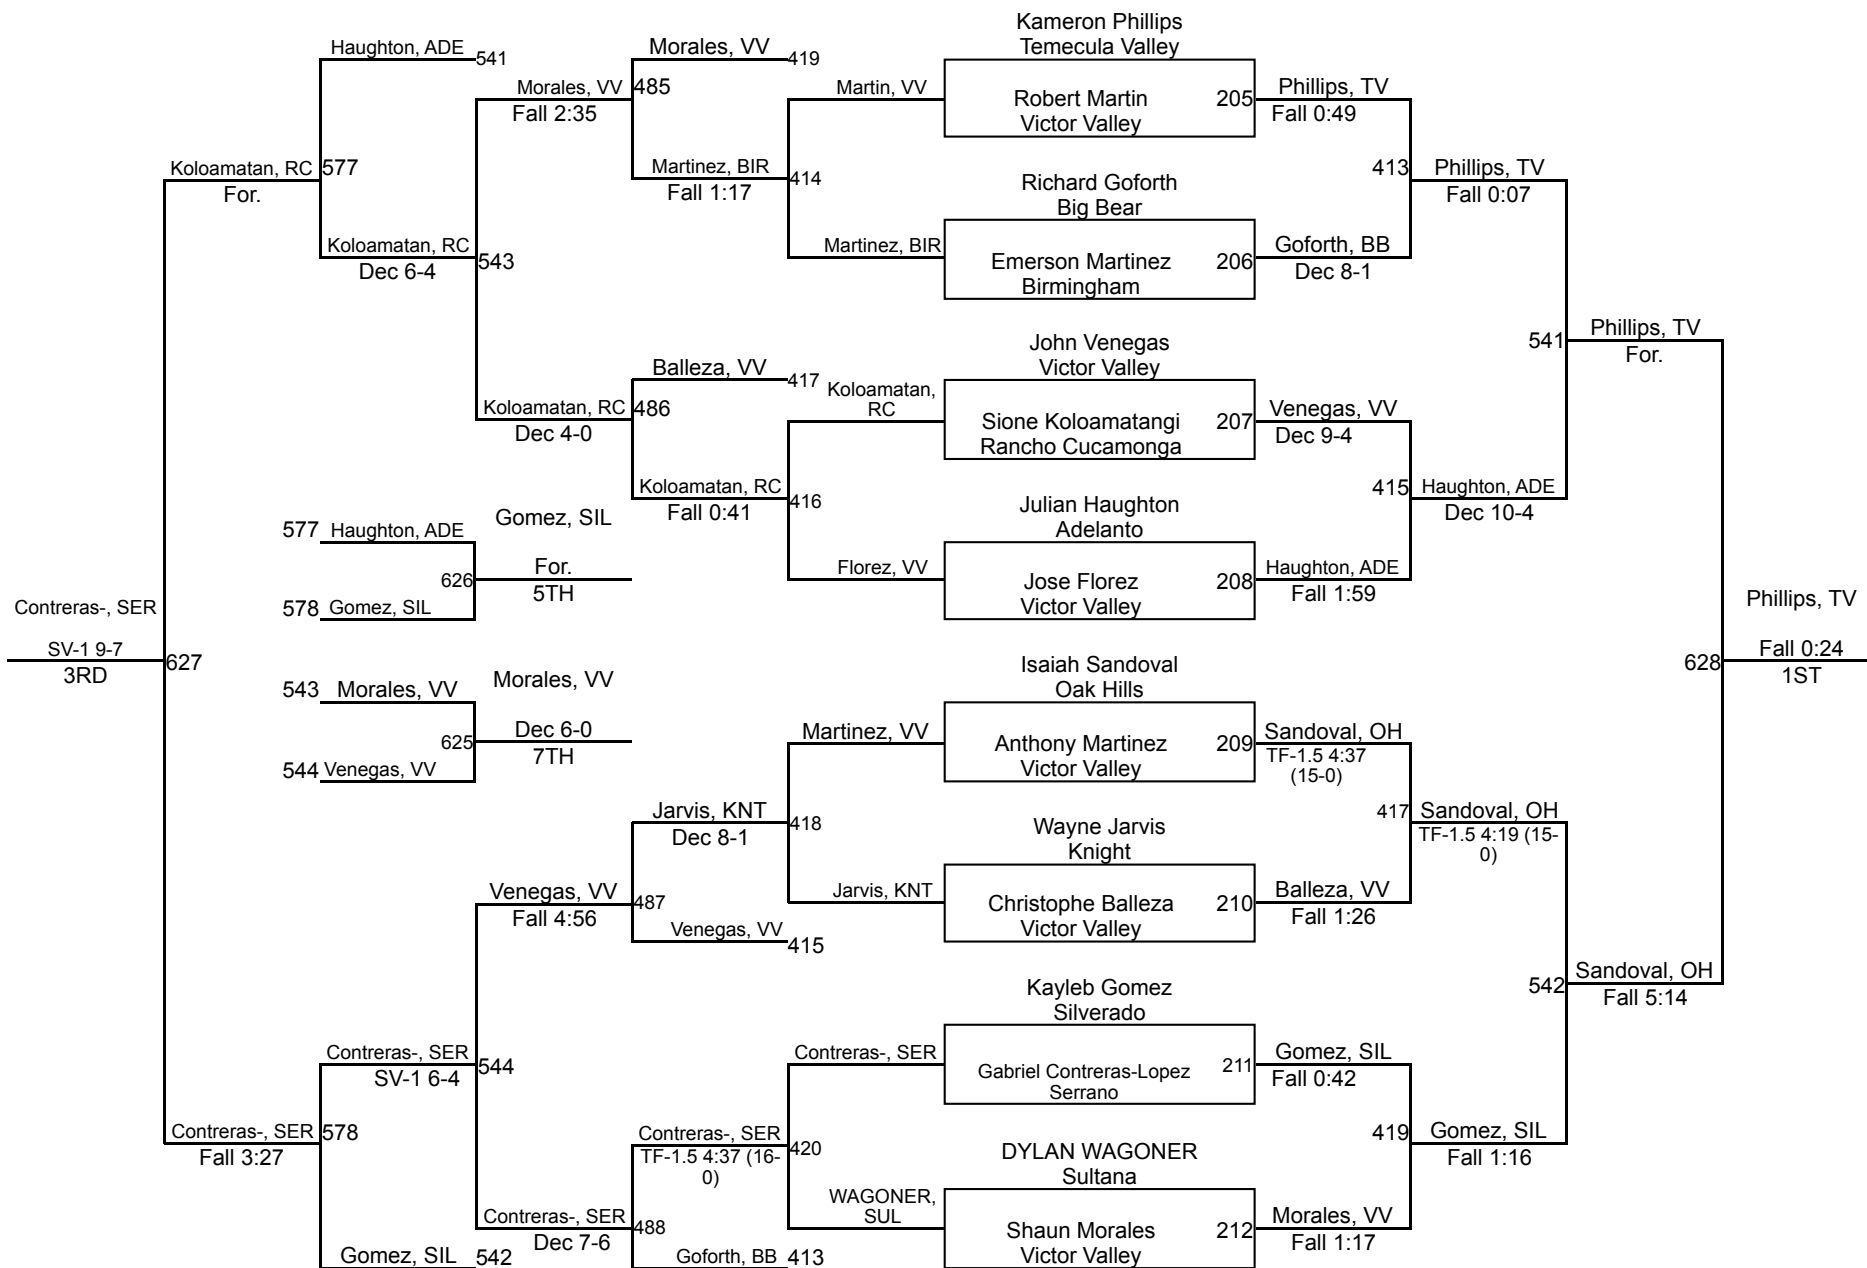 Kameron Phillips
Temecula Valley
Haughton, ADE
541
Morales, VV
419
Morales, VV
485
Fall 2:35
Martin, VV
Robert Martin
205
Victor Valley
Phillips, TV
Fall 0:49
Koloamatan, RC
577
For.
Martinez, BIR
414
Fall 1:17
Richard Goforth
Big Bear
413
Phillips, TV
Fall 0:07
Koloamatan, RC
543
Dec 6-4
Martinez, BIR
Emerson Martinez
206
Birmingham
Goforth, BB
Dec 8-1
John Venegas
Victor Valley
541
Phillips, TV
For.
Balleza, VV
417
Koloamatan, RC
486
Dec 4-0
Koloamatan,
RC
Sione Koloamatangi
207
Rancho Cucamonga
Venegas, VV
Dec 9-4
Koloamatan, RC
416
Fall 0:41
Julian Haughton
Adelanto
415
Haughton, ADE
Dec 10-4
577
Haughton, ADE
Gomez, SIL
626
For.
5TH
578
Gomez, SIL
Florez, VV
Jose Florez
208
Victor Valley
Haughton, ADE
Fall 1:59
Contreras-, SER
SV-1 9-7
627
3RD
Phillips, TV
628
Fall 0:24
1ST
Isaiah Sandoval
Oak Hills
543
Morales, VV
Morales, VV
625
Dec 6-0
7TH
544
Venegas, VV
Martinez, VV
Anthony Martinez
209
Victor Valley
Sandoval, OH
TF-1.5 4:37
(15-0)
Jarvis, KNT
418
Dec 8-1
Wayne Jarvis
Knight
417
Sandoval, OH
TF-1.5 4:19 (15-
0)
Venegas, VV
487
Fall 4:56
Venegas, VV
415
Jarvis, KNT
Christophe Balleza
210
Victor Valley
Balleza, VV
Fall 1:26
Kayleb Gomez
Silverado
542
Sandoval, OH
Fall 5:14
Contreras-, SER
544
SV-1 6-4
Contreras-, SER
Gabriel Contreras-Lopez
211
Serrano
Gomez, SIL
Fall 0:42
Contreras-, SER
578
Fall 3:27
Contreras-, SER
420
TF-1.5 4:37 (16-
0)
DYLAN WAGONER
Sultana
419
Gomez, SIL
Fall 1:16
Contreras-, SER
488
Dec 7-6
WAGONER,
SUL
Shaun Morales
212
Victor Valley
Morales, VV
Fall 1:17
Gomez, SIL
542
Goforth, BB
413